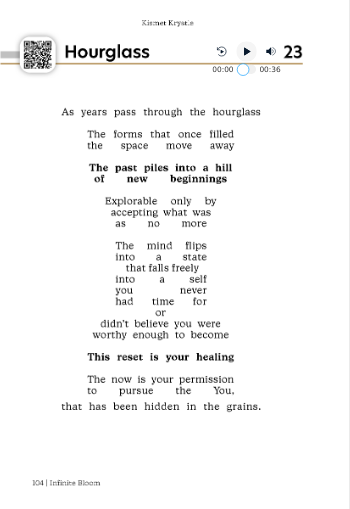 Kismet Krystle
Hourglass
23
00:00
00:36
As years pass through the hourglass
The forms that once filled
the space move away
The past piles into a hill
of new beginnings
Explorable only by
accepting what was
as no more
The mind flips
into a state
that falls freely
into a self
you never
had time for
or
didn't believe you were
worthy enough to become
This reset is your healing
The now is your permission
to pursue the You,
that has been hidden in the grains.
104 | Infinite Bloom